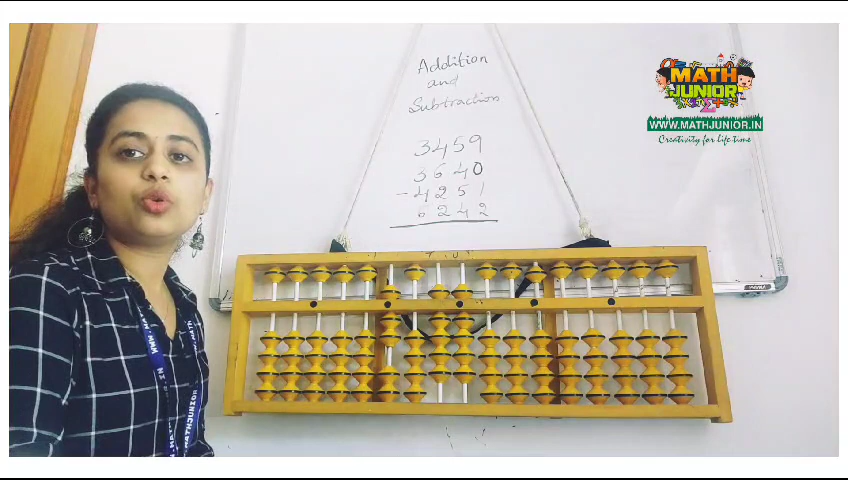 Addition
and
Subtraction
3459
3640
- 4251
6242
MATH
JUNIOR
WWW.MATHJUNIOR.IN
Creativity for life time